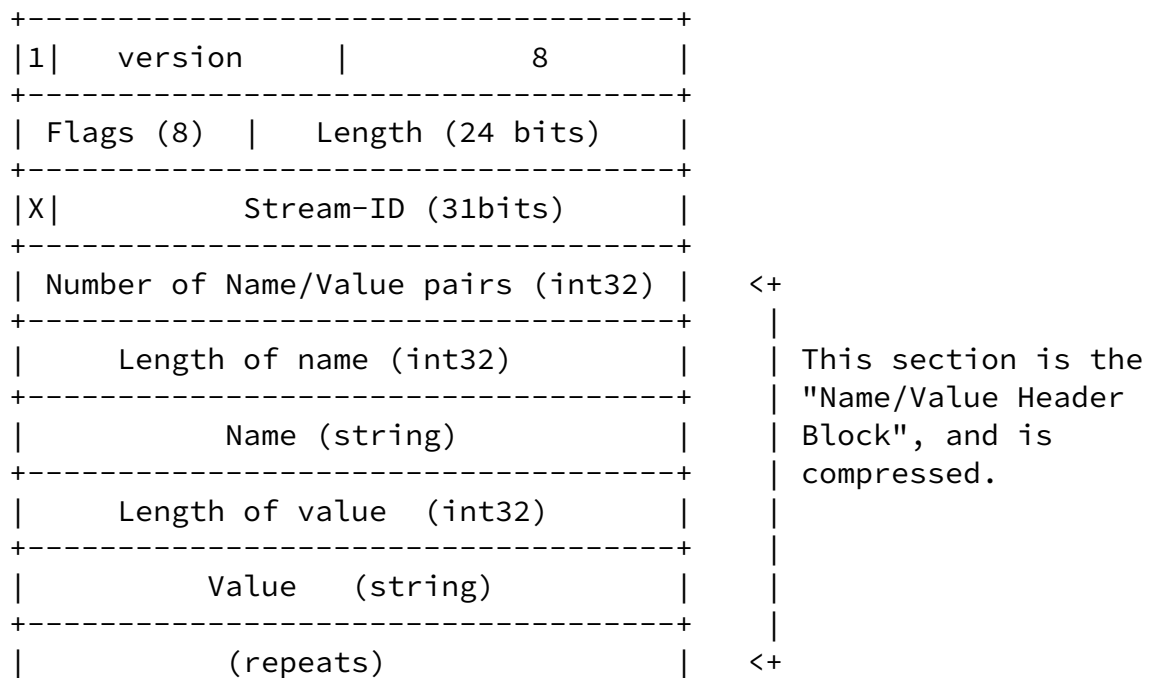 +------------------------------------+
|1|   version     |          8       |
+------------------------------------+
| Flags (8)  |   Length (24 bits)    |
+------------------------------------+
|X|          Stream-ID (31bits)      |
+------------------------------------+
| Number of Name/Value pairs (int32) |   <+
+------------------------------------+    |
|     Length of name (int32)         |    | This section is the
+------------------------------------+    | "Name/Value Header
|           Name (string)            |    | Block", and is
+------------------------------------+    | compressed.
|     Length of value  (int32)       |    |
+------------------------------------+    |
|          Value   (string)          |    |
+------------------------------------+    |
|           (repeats)                |   <+